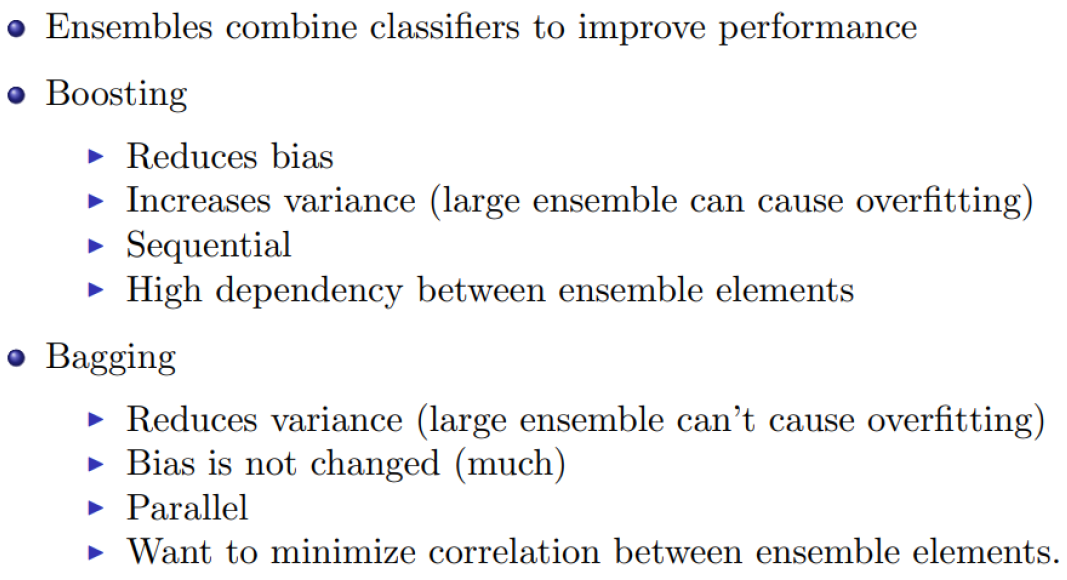 Ensembles combine classifiers to improve performance
Boosting
Reduces bias
Increases variance (large ensemble can cause overfitting)
Sequential
High dependency between ensemble elements
Bagging
Reduces variance (large ensemble can't cause overfitting)
Bias is not changed (much)
Parallel
Want to minimize correlation between ensemble elements.